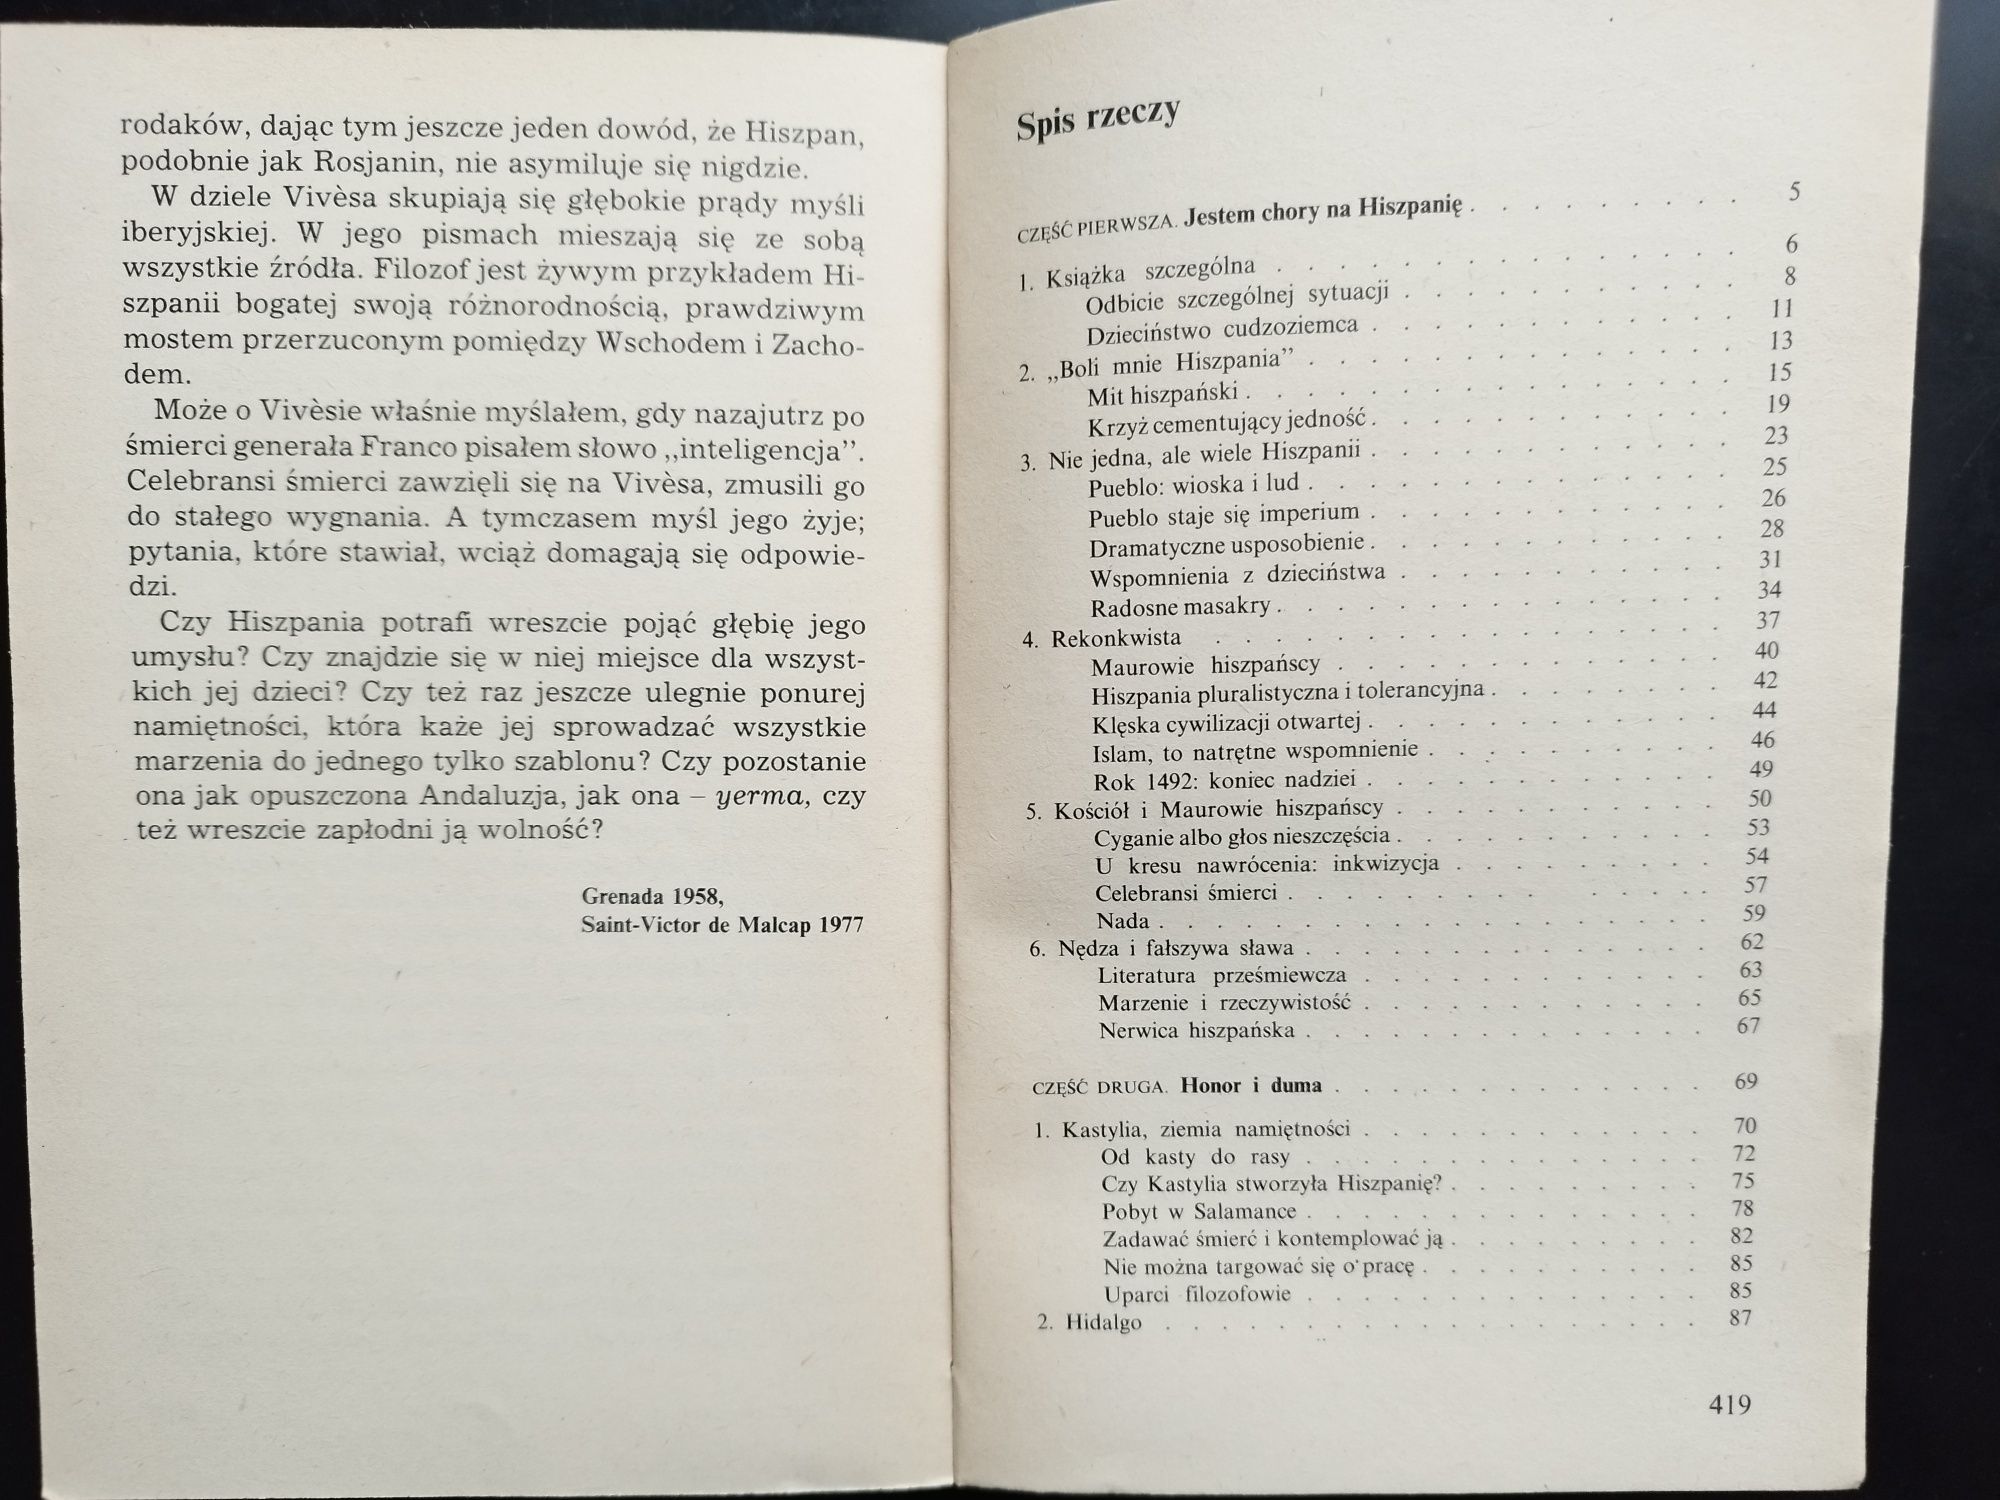 rodaków, dając tym jeszcze jeden dowód, że Hiszpan,
podobnie jak Rosjanin, nie asymiluje się nigdzie.
W dziele Vivèsa skupiają się głębokie prądy myśli
iberyjskiej. W jego pismach mieszają się ze sobą
wszystkie źródła. Filozof jest żywym przykładem Hi-
szpanii bogatej swoją różnorodnością, prawdziwym
mostem przerzuconym pomiędzy Wschodem i Zacho-
dem.
Może o Vivèsie właśnie myślałem, gdy nazajutrz po
śmierci generała Franco pisałem słowo „inteligencja”.
Celebransi śmierci zawzięli się na Vivèsa, zmusili go
do stałego wygnania. A tymczasem myśl jego żyje;
pytania, które stawiał, wciąż domagają się odpowie-
dzi.
Czy Hiszpania potrafi wreszcie pojąć głębię jego
umysłu? Czy znajdzie się w niej miejsce dla wszyst-
kich jej dzieci? Czy też raz jeszcze ulegnie ponurej
namiętności, która każe jej sprowadzać wszystkie
marzenia do jednego tylko szablonu? Czy pozostanie
ona jak opuszczona Andaluzja, jak ona – yerma, czy
też wreszcie zapłodni ją wolność?
Grenada 1958,
Saint-Victor de Malcap 1977
Spis rzeczy
CZĘŚĆ PIERWSZA. Jestem chory na Hiszpanię . . . . . . . . . 5
1. Książka szczególna . . . . . . . . . . . . . . . 6
Odbicie szczególnej sytuacji . . . . . . . . . . . 8
Dzieciństwo cudzoziemca . . . . . . . . . . . . 11
2. „Boli mnie Hiszpania” . . . . . . . . . . . . . . 13
Mit hiszpański . . . . . . . . . . . . . . . . 15
Krzyż cementujący jedność . . . . . . . . . . . . 19
3. Nie jedna, ale wiele Hiszpanii . . . . . . . . . . . . 23
Pueblo: wioska i lud . . . . . . . . . . . . . . 25
Pueblo staje się imperium . . . . . . . . . . . . 26
Dramatyczne usposobienie . . . . . . . . . . . . 28
Wspomnienia z dzieciństwa . . . . . . . . . . . 31
Radosne masakry . . . . . . . . . . . . . . . 34
4. Rekonkwista . . . . . . . . . . . . . . . . . 37
Maurowie hiszpańscy . . . . . . . . . . . . . 40
Hiszpania pluralistyczna i tolerancyjna . . . . . . . . 42
Klęska cywilizacji otwartej . . . . . . . . . . . . 44
Islam, to natrętne wspomnienie . . . . . . . . . . 46
Rok 1492: koniec nadziei . . . . . . . . . . . . 49
5. Kościół i Maurowie hiszpańscy . . . . . . . . . . . 50
Cyganie albo głos nieszczęścia . . . . . . . . . . . 53
U kresu nawrócenia: inkwizycja . . . . . . . . . 54
Celebransi śmierci . . . . . . . . . . . . . . . 57
Nada . . . . . . . . . . . . . . . . . . . 59
6. Nędza i fałszywa sława . . . . . . . . . . . . . . 62
Literatura prześmiewcza . . . . . . . . . . . . 63
Marzenie i rzeczywistość . . . . . . . . . . . . 65
Nerwica hiszpańska . . . . . . . . . . . . . . 67
CZĘŚĆ DRUGA. Honor i duma . . . . . . . . . . . . . 69
1. Kastylia, ziemia namiętności . . . . . . . . . . . . 70
Od kasty do rasy . . . . . . . . . . . . . . 72
Czy Kastylia stworzyła Hiszpanię? . . . . . . . . . 75
Pobyt w Salamance . . . . . . . . . . . . . . 78
Zadawać śmierć i kontemplować ją . . . . . . . . . 82
Nie można targować się o pracę . . . . . . . . . . 85
Uparci filozofowie . . . . . . . . . . . . . . 85
2. Hidalgo . . . . . . . . . . . . . . . . . . . 87
419